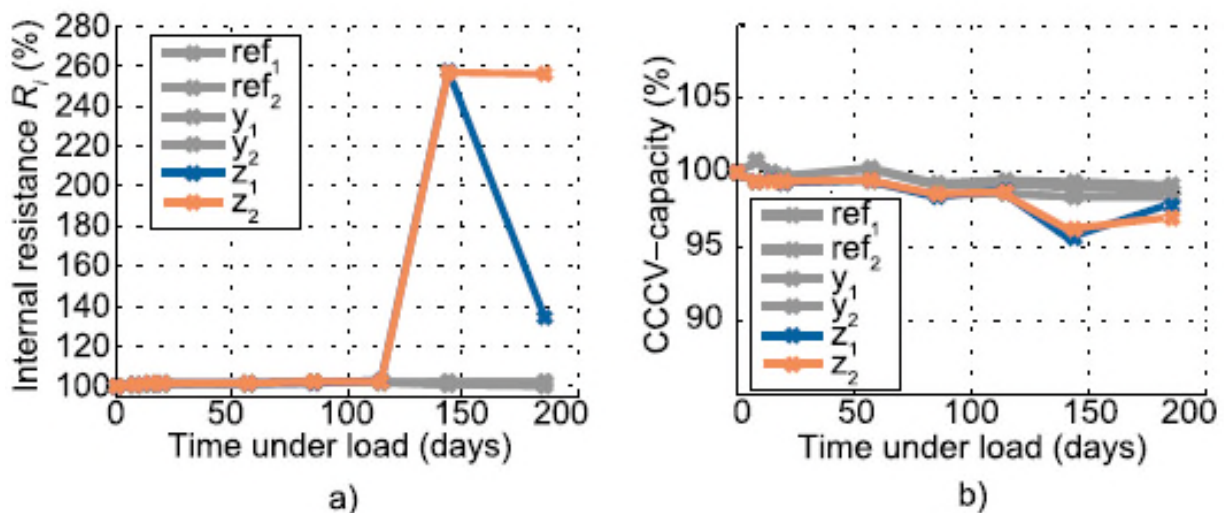 Internal resistance R_i (%)
280
260
240
220
200
180
160
140
120
100
ref_1
ref_2
y_1
y_2
z_1
z_2
0 50 100 150 200
Time under load (days)
a)
CCCV-capacity (%)
105
100
95
90
ref_1
ref_2
y_1
y_2
z_1
z_2
0 50 100 150 200
Time under load (days)
b)